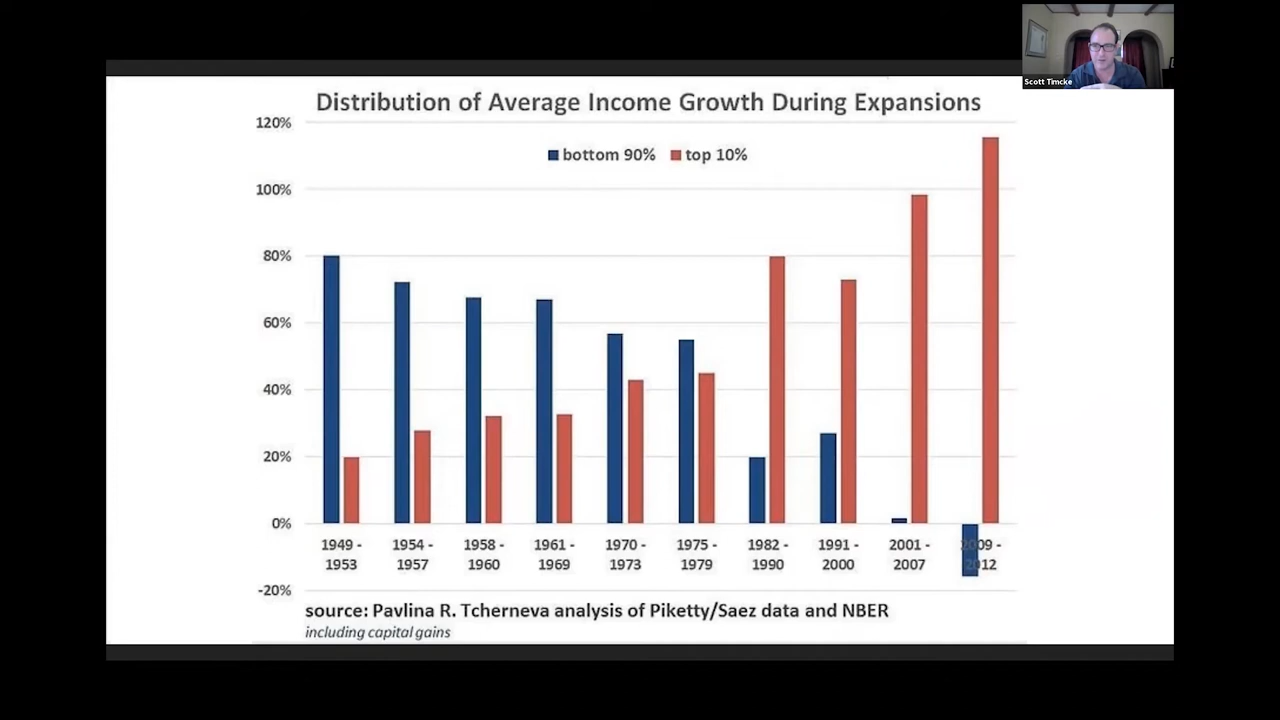 Scott Timcke
Distribution of Average Income Growth During Expansions
120%
bottom 90% top 10%
100%
80%
60%
40%
20%
0%
1949 - 1954 - 1958 - 1961 - 1970 - 1975 - 1982 - 1991 - 2001 - 2009 -
1953 1957 1960 1969 1973 1979 1990 2000 2007 2012
-20%
source: Pavlina R. Tcherneva analysis of Piketty/Saez data and NBER
including capital gains